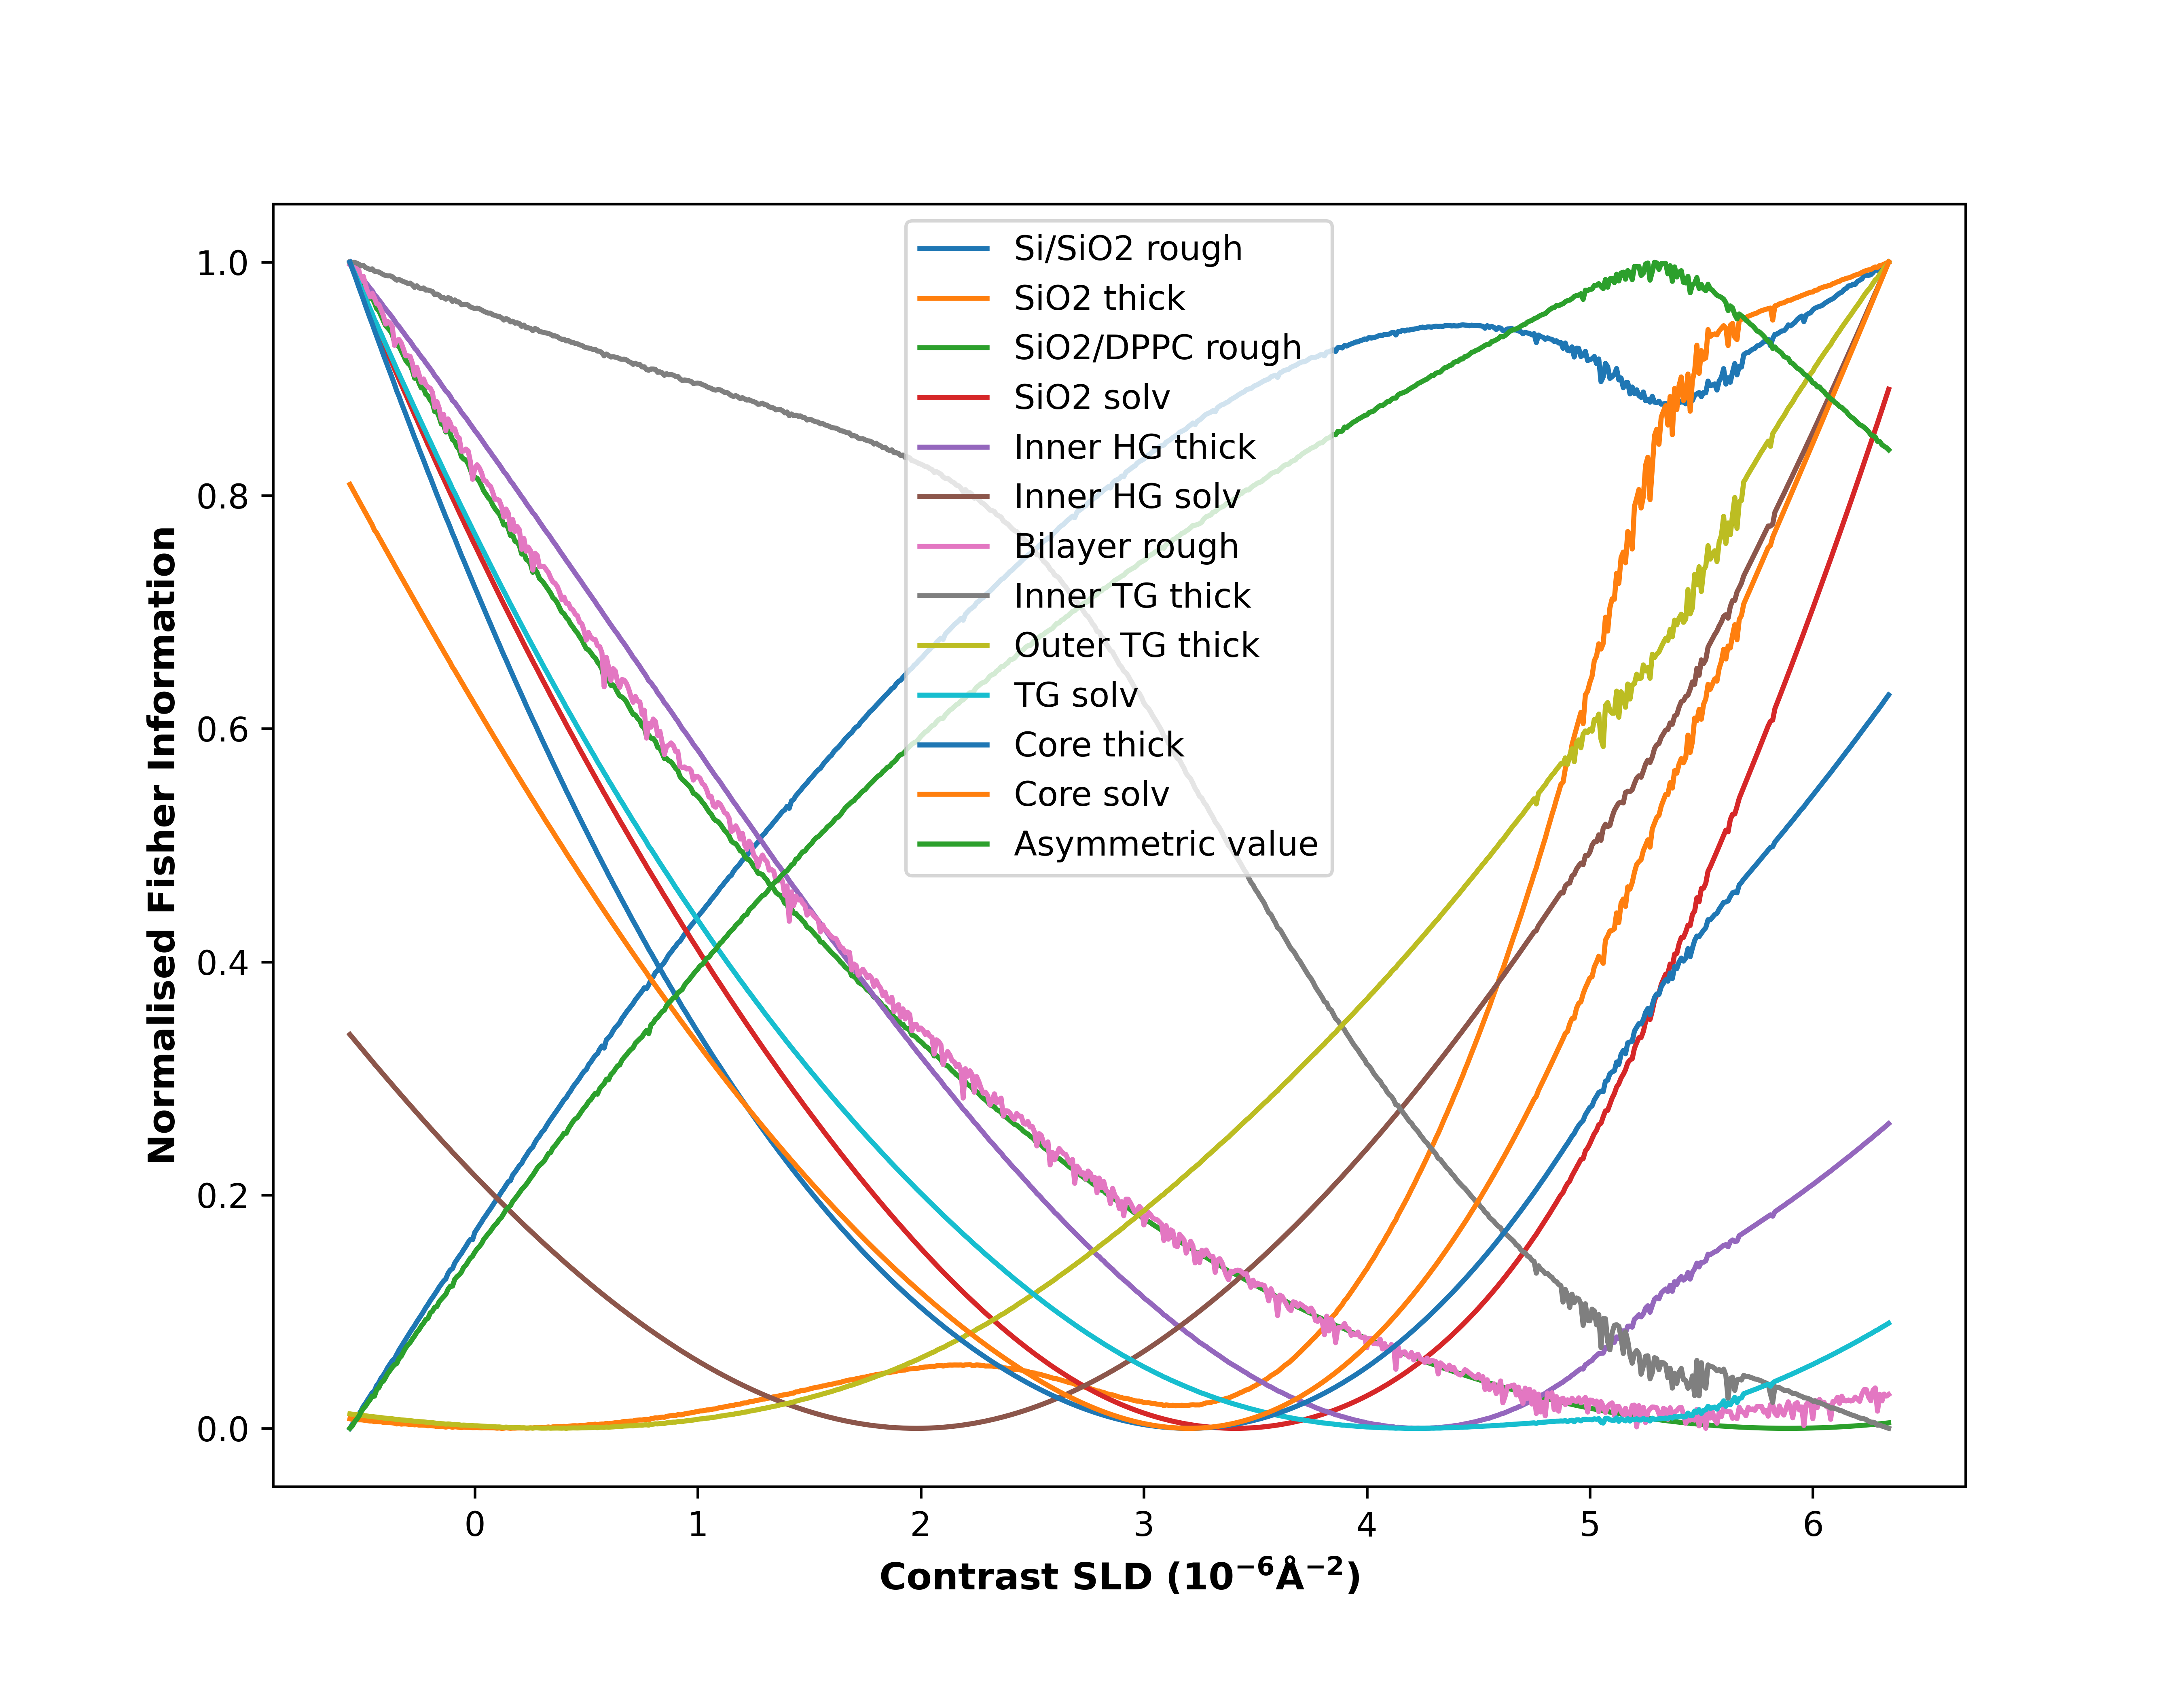 Normalised Fisher Information
1.0
0.8
0.6
0.4
0.2
0.0
Si/SiO2 rough
SiO2 thick
SiO2/DPPC rough
SiO2 solv
Inner HG thick
Inner HG solv
Bilayer rough
Inner TG thick
Outer TG thick
TG solv
Core thick
Core solv
Asymmetric value
0 1 2 3 4 5 6
Contrast SLD (10⁻⁶Å⁻²)